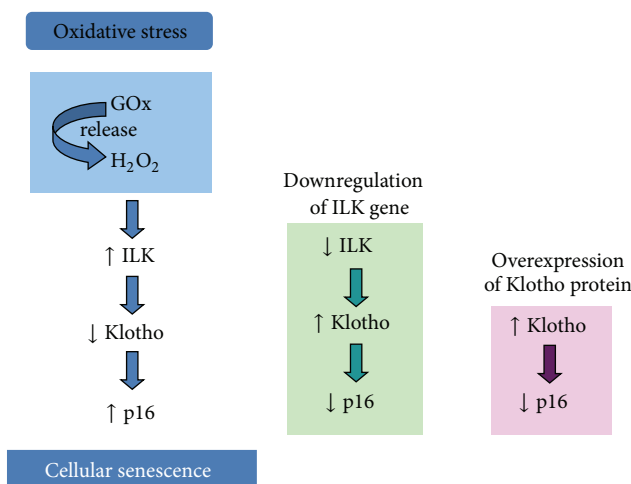 Oxidative stress
GOx
release
H₂O₂
↑ ILK
↓ Klotho
↑ p16
Cellular senescence
Downregulation
of ILK gene
↓ ILK
↑ Klotho
↓ p16
Overexpression
of Klotho protein
↑ Klotho
↓ p16